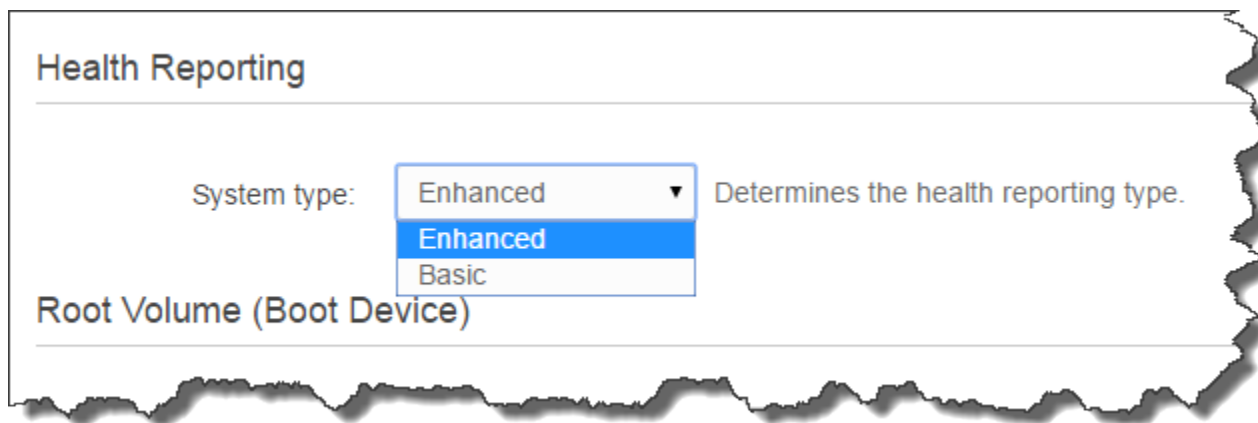 Health Reporting
System type: Enhanced Determines the health reporting type.
Enhanced
Basic
Root Volume (Boot Device)